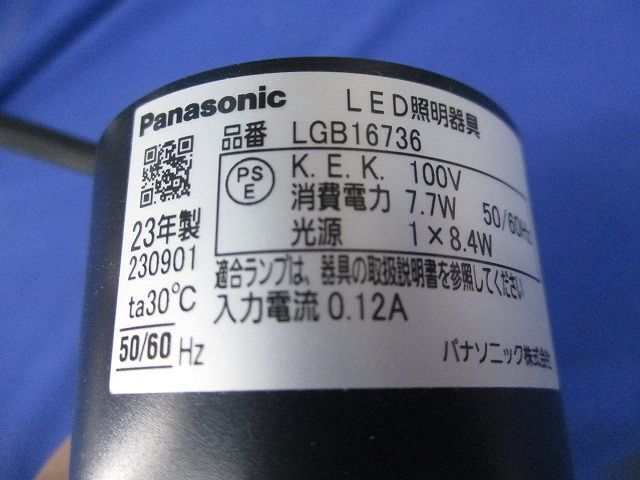 Panasonic LED照明器具
品番 LGB16736
PS
E
K. E. K. 100V
消費電力 7.7W 50/60Hz
光源 1×8.4W
23年製
230901
適合ランプは、器具の取扱説明書を参照してください
ta30℃
入力電流 0.12A
50/60 Hz
パナソニック株式会社